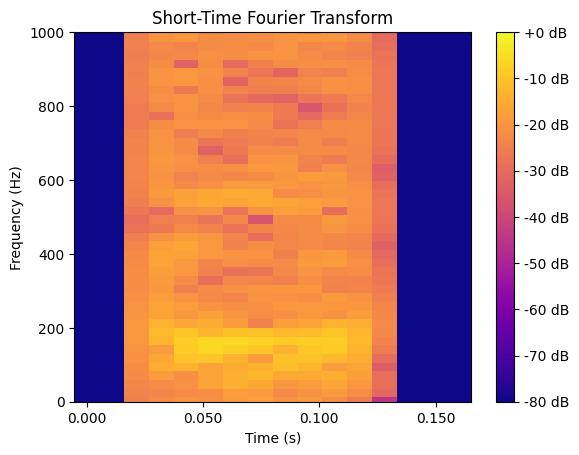 Short-Time Fourier Transform
Frequency (Hz)
1000
800
600
400
200
0
0.000
0.050
0.100
0.150
Time (s)
+0 dB
-10 dB
-20 dB
-30 dB
-40 dB
-50 dB
-60 dB
-70 dB
-80 dB